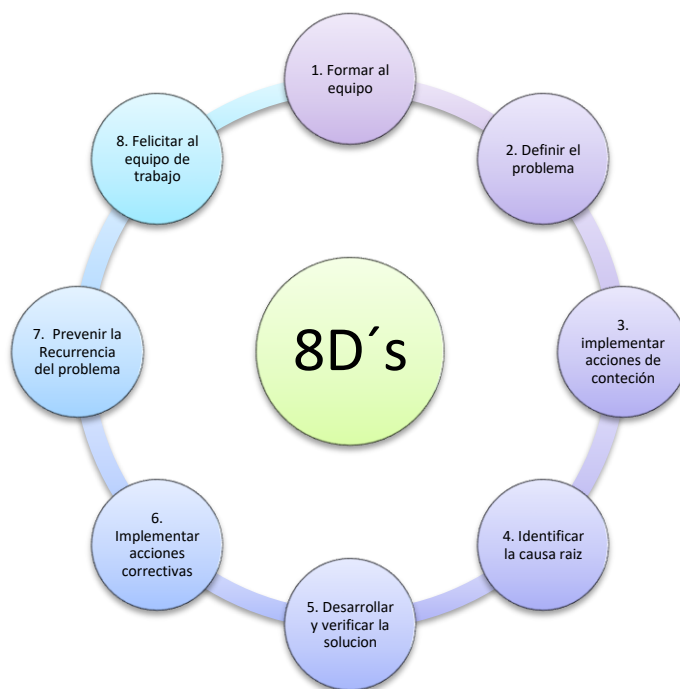 1. Formar al
equipo
2. Definir el
problema
3.
implementar
acciones de
conteción
4. Identificar
la causa raiz
5. Desarrollar
y verificar la
solucion
6.
Implementar
acciones
correctivas
7. Prevenir la
Recurrencia
del problema
8. Felicitar al
equipo de
trabajo
8D´s